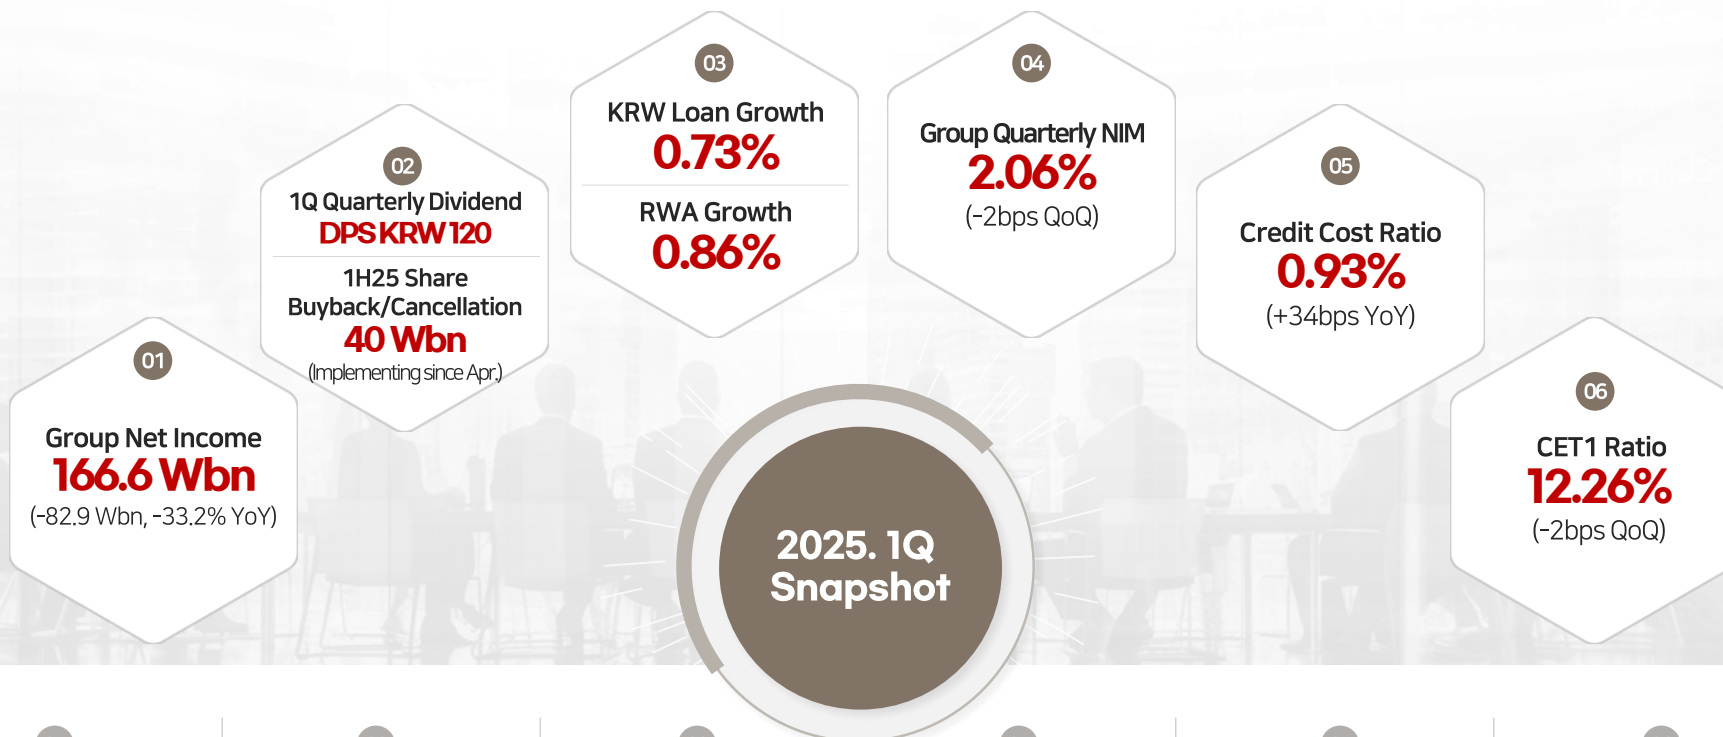 01
Group Net Income
166.6 Wbn
(-82.9 Wbn, -33.2% YoY)
02
1Q Quarterly Dividend
DPS KRW 120
1H25 Share
Buyback/Cancellation
40 Wbn
(Implementing since Apr.)
03
KRW Loan Growth
0.73%
RWA Growth
0.86%
04
Group Quarterly NIM
2.06%
(-2bps QoQ)
05
Credit Cost Ratio
0.93%
(+34bps YoY)
06
CET1 Ratio
12.26%
(-2bps QoQ)
2025. 1Q
Snapshot